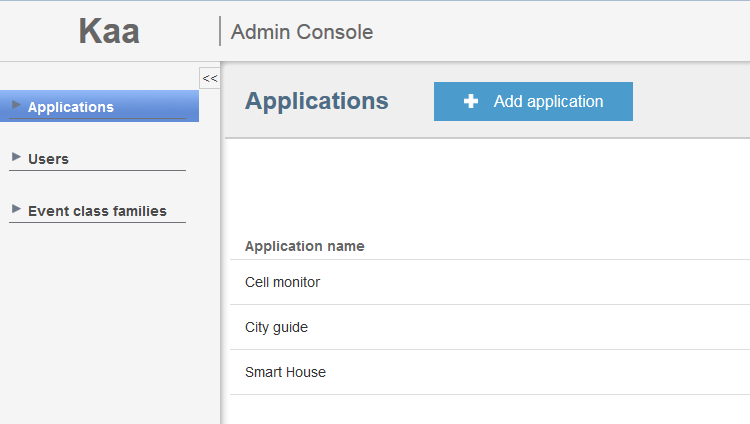 Kaa
Admin Console
<<
Applications
Users
Event class families
Applications
Add application
Application name
Cell monitor
City guide
Smart House